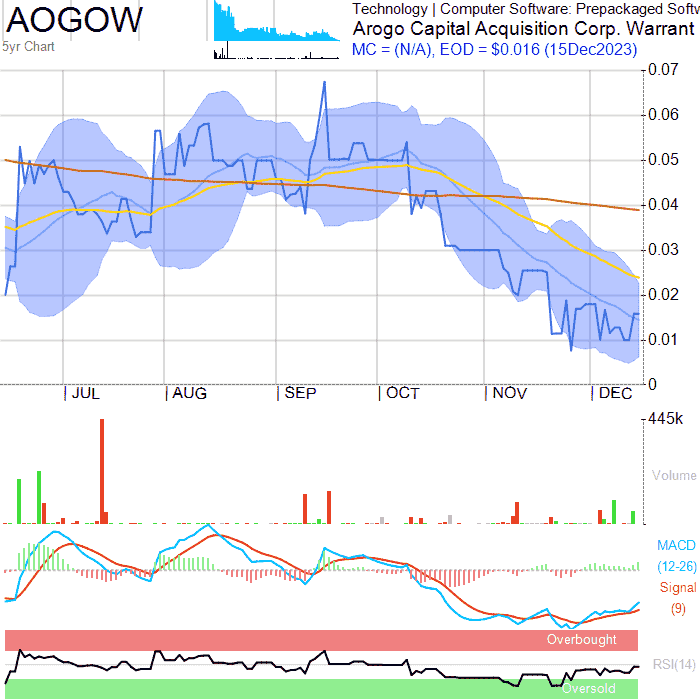 AOGOW
5yr Chart
Technology | Computer Software: Prepackaged Softw
Arogo Capital Acquisition Corp. Warrant
MC = (N/A), EOD = $0.016 (15Dec2023)
0.07
0.06
0.05
0.04
0.03
0.02
0.01
0
JUL AUG SEP OCT NOV DEC
445k
Volume
MACD
(12-26)
Signal
(9)
Overbought
RSI(14)
Oversold